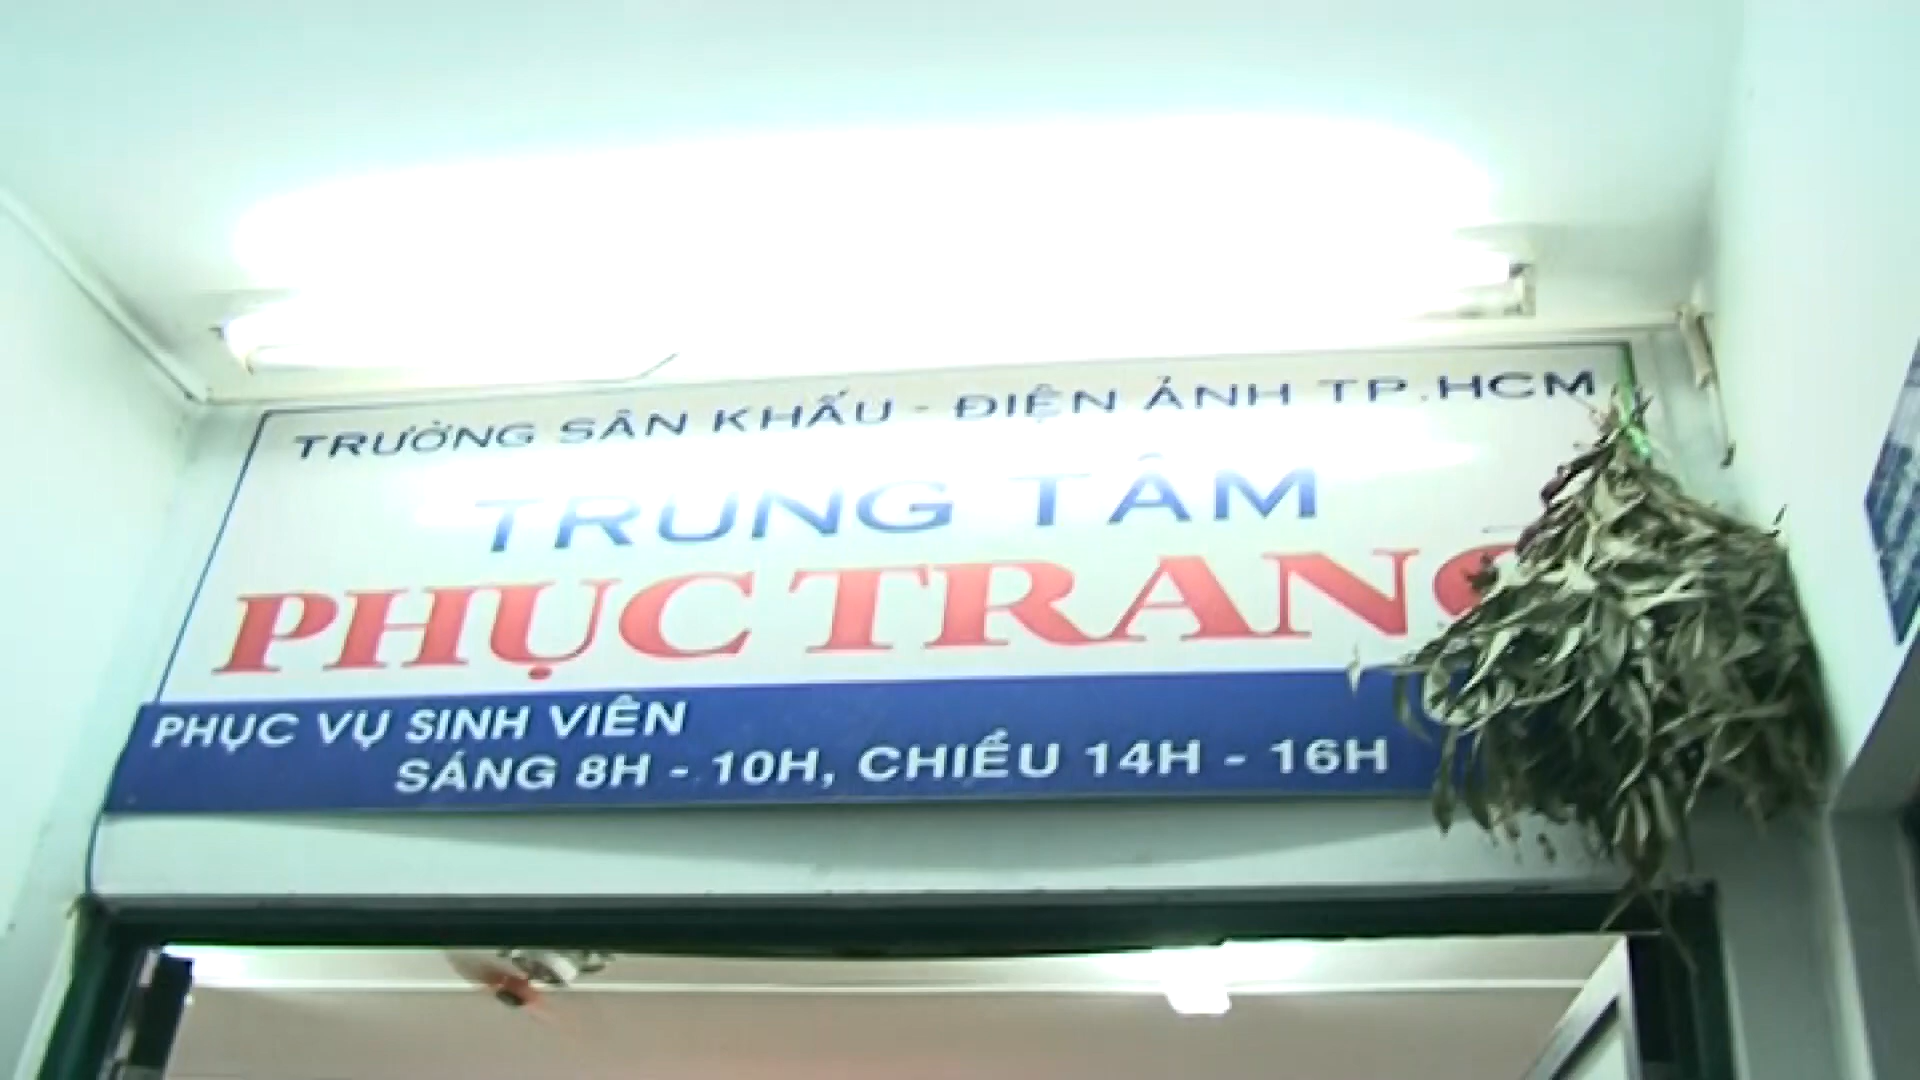 TRƯỜNG SÂN KHẤU - ĐIỆN ẢNH TP.HCM
TRUNG TÂM
PHỤC TRANG
PHỤC VỤ SINH VIÊN
SÁNG 8H - 10H, CHIỀU 14H - 16H